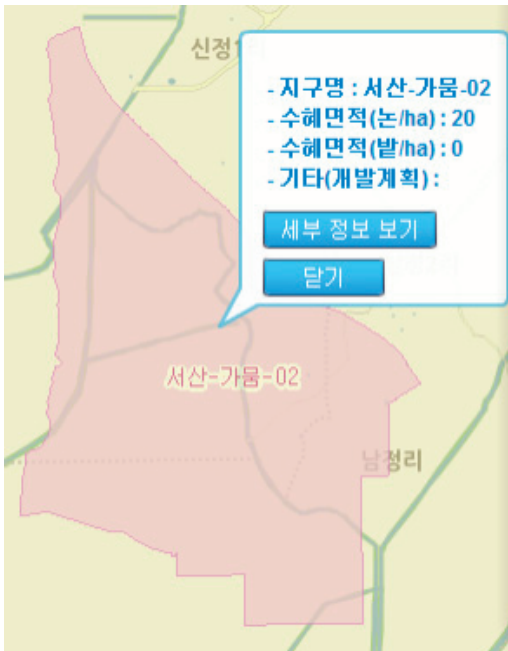 신정1
- 지구명 : 서산-가뭄-02
- 수혜면적(논/ha) : 20
- 수혜면적(밭/ha) : 0
- 기타(개발계획) :
세부 정보 보기
닫기
서산-가뭄-02
남정리